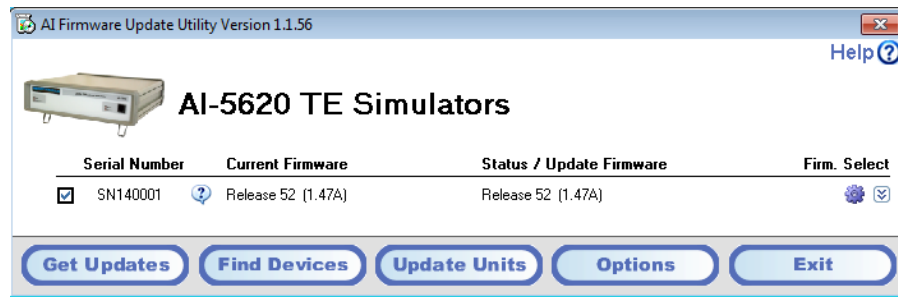 AI Firmware Update Utility Version 1.1.56
Help
AI-5620 TE Simulators
Serial Number Current Firmware Status / Update Firmware Firm. Select
SN140001 Release 52 (1.47A) Release 52 (1.47A)
Get Updates Find Devices Update Units Options Exit